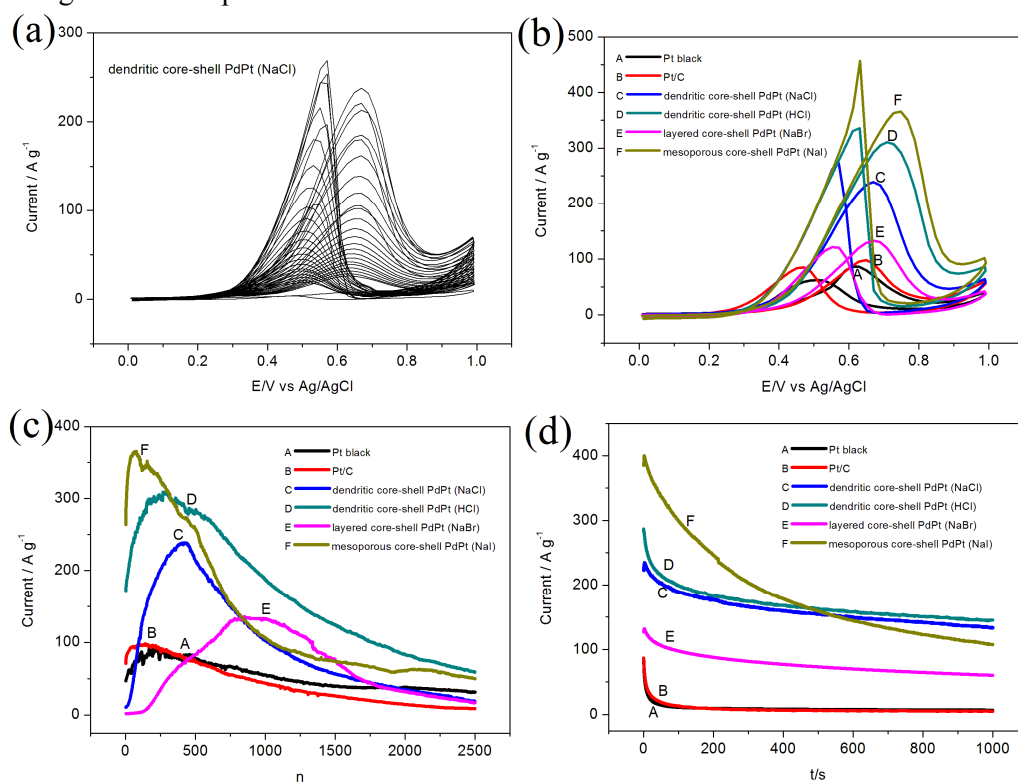 (a)
300
200
100
0
Current / A g-1
dendritic core-shell PdPt (NaCl)
0.0 0.2 0.4 0.6 0.8 1.0
E/V vs Ag/AgCl
(b)
500
400
300
200
100
0
Current / A g-1
A Pt black
B Pt/C
C dendritic core-shell PdPt (NaCl)
D dendritic core-shell PdPt (HCl)
E layered core-shell PdPt (NaBr)
F mesoporous core-shell PdPt (NaI)
F
D
C
E
B
A
0.0 0.2 0.4 0.6 0.8 1.0
E/V vs Ag/AgCl
(c)
400
300
200
100
0
Current / A g-1
A Pt black
B Pt/C
C dendritic core-shell PdPt (NaCl)
D dendritic core-shell PdPt (HCl)
E layered core-shell PdPt (NaBr)
F mesoporous core-shell PdPt (NaI)
F
D
C
E
B
A
0 500 1000 1500 2000 2500
n
(d)
400
300
200
100
0
Current / A g-1
A Pt black
B Pt/C
C dendritic core-shell PdPt (NaCl)
D dendritic core-shell PdPt (HCl)
E layered core-shell PdPt (NaBr)
F mesoporous core-shell PdPt (NaI)
F
D
C
E
B
A
0 200 400 600 800 1000
t/s